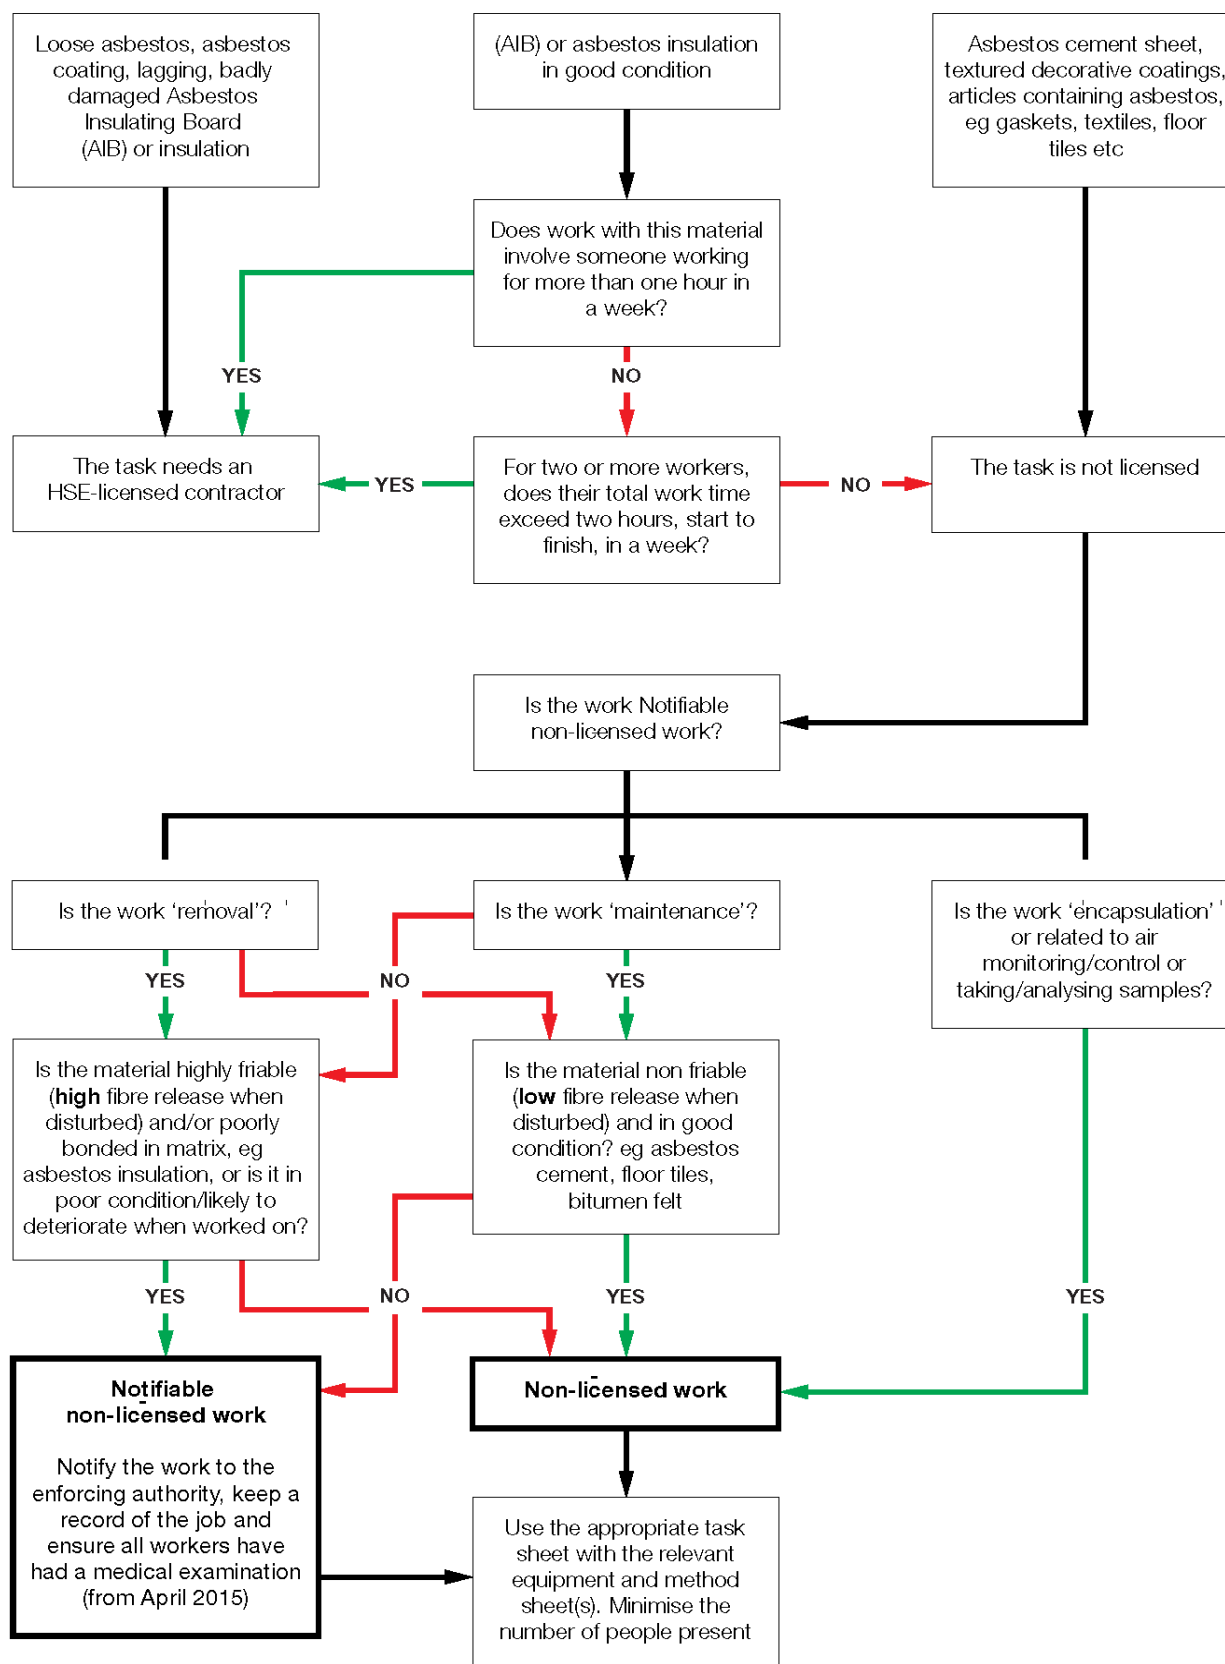 Loose asbestos, asbestos
coating, lagging, badly
damaged Asbestos
Insulating Board
(AIB) or insulation
(AIB) or asbestos insulation
in good condition
Asbestos cement sheet,
textured decorative coatings,
articles containing asbestos,
eg gaskets, textiles, floor
tiles etc
Does work with this material
involve someone working
for more than one hour in
a week?
YES
NO
The task needs an
HSE-licensed contractor
YES
For two or more workers,
does their total work time
exceed two hours, start to
finish, in a week?
NO
The task is not licensed
Is the work Notifiable
non-licensed work?
Is the work ‘removal’?
Is the work ‘maintenance’?
Is the work ‘encapsulation’
or related to air
monitoring/control or
taking/analysing samples?
YES
NO
YES
Is the material highly friable
(high fibre release when
disturbed) and/or poorly
bonded in matrix, eg
asbestos insulation, or is it in
poor condition/likely to
deteriorate when worked on?
Is the material non friable
(low fibre release when
disturbed) and in good
condition? eg asbestos
cement, floor tiles,
bitumen felt
YES
NO
YES
YES
Notifiable
non-licensed work
Notify the work to the
enforcing authority, keep a
record of the job and
ensure all workers have
had a medical examination
(from April 2015)
Non-licensed work
Use the appropriate task
sheet with the relevant
equipment and method
sheet(s). Minimise the
number of people present